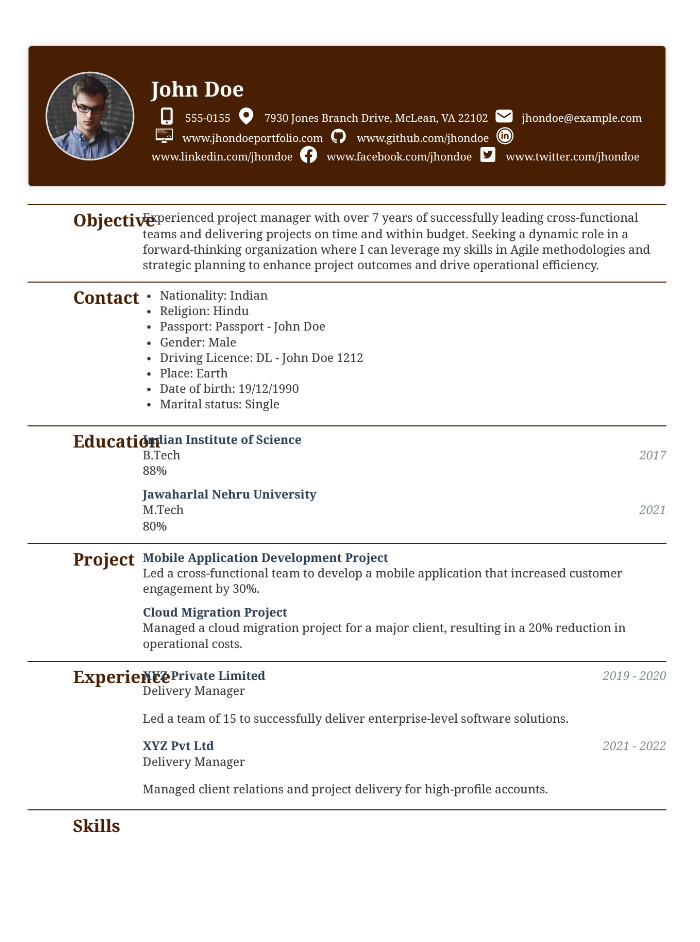 John Doe
555-0155 7930 Jones Branch Drive, McLean, VA 22102 jhondoe@example.com
www.jhondoeportfolio.com www.github.com/jhondoe in
www.linkedin.com/jhondoe www.facebook.com/jhondoe www.twitter.com/jhondoe
Objective
Experienced project manager with over 7 years of successfully leading cross-functional
teams and delivering projects on time and within budget. Seeking a dynamic role in a
forward-thinking organization where I can leverage my skills in Agile methodologies and
strategic planning to enhance project outcomes and drive operational efficiency.
Contact
• Nationality: Indian
• Religion: Hindu
• Passport: Passport - John Doe
• Gender: Male
• Driving Licence: DL - John Doe 1212
• Place: Earth
• Date of birth: 19/12/1990
• Marital status: Single
Education
Indian Institute of Science
B.Tech 2017
88%
Jawaharlal Nehru University
M.Tech 2021
80%
Project
Mobile Application Development Project
Led a cross-functional team to develop a mobile application that increased customer
engagement by 30%.
Cloud Migration Project
Managed a cloud migration project for a major client, resulting in a 20% reduction in
operational costs.
Experience
XYZ Private Limited 2019 - 2020
Delivery Manager
Led a team of 15 to successfully deliver enterprise-level software solutions.
XYZ Pvt Ltd 2021 - 2022
Delivery Manager
Managed client relations and project delivery for high-profile accounts.
Skills